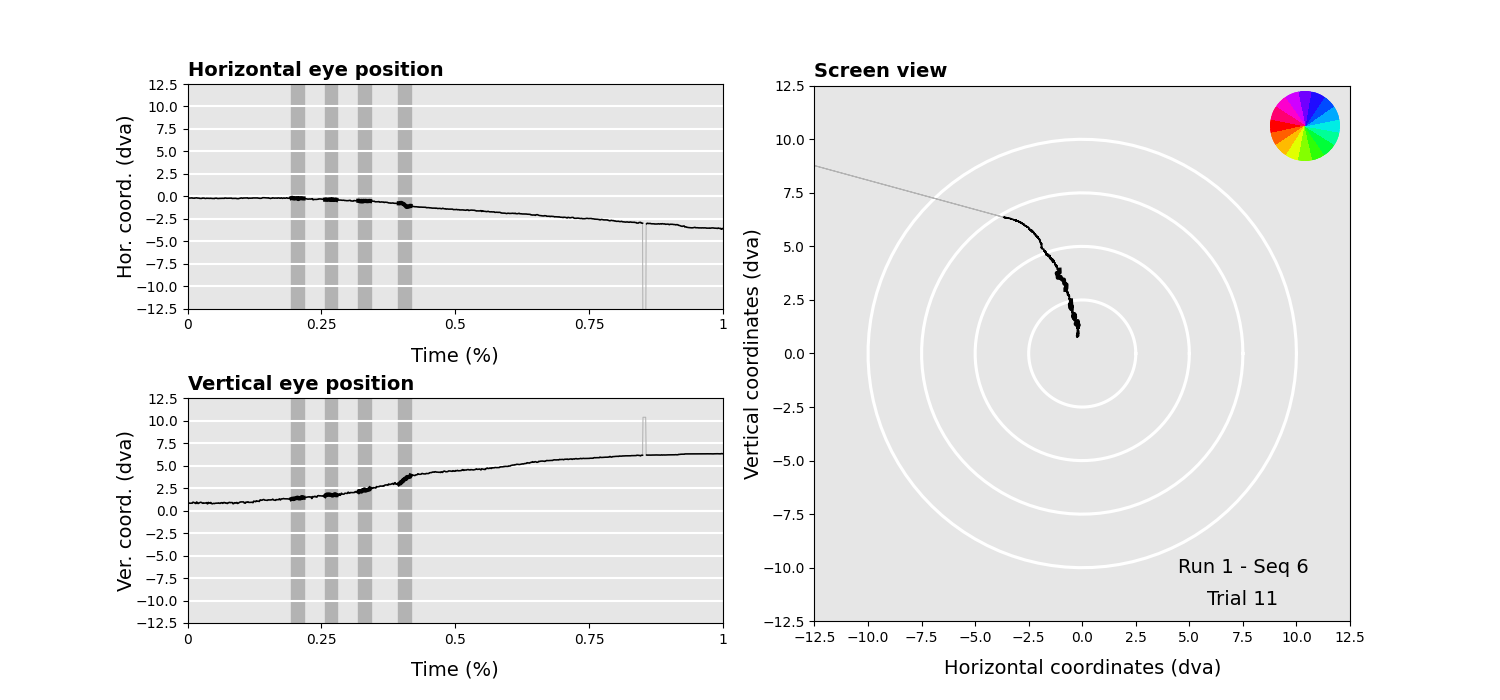 Horizontal eye position
Hor. coord. (dva)
12.5
10.0
7.5
5.0
2.5
0.0
−2.5
−5.0
−7.5
−10.0
−12.5
0 0.25 0.5 0.75 1
Time (%)
Vertical eye position
Ver. coord. (dva)
12.5
10.0
7.5
5.0
2.5
0.0
−2.5
−5.0
−7.5
−10.0
−12.5
0 0.25 0.5 0.75 1
Time (%)
Screen view
Vertical coordinates (dva)
12.5
10.0
7.5
5.0
2.5
0.0
−2.5
−5.0
−7.5
−10.0
−12.5
Run 1 - Seq 6
Trial 11
−12.5 −10.0 −7.5 −5.0 −2.5 0.0 2.5 5.0 7.5 10.0 12.5
Horizontal coordinates (dva)